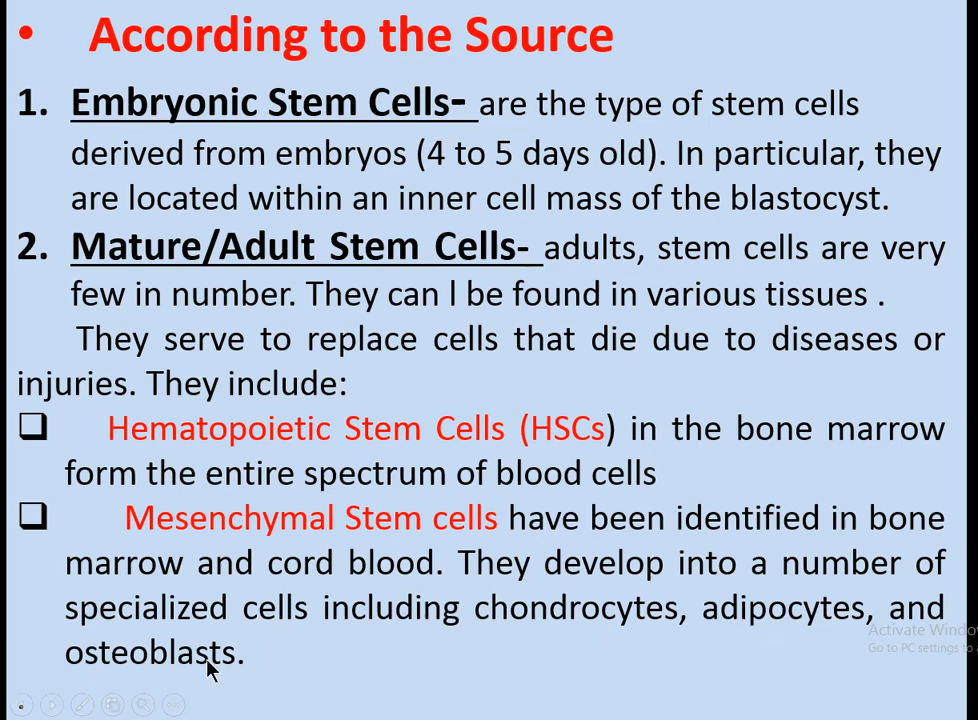 • According to the Source
1. Embryonic Stem Cells- are the type of stem cells
derived from embryos (4 to 5 days old). In particular, they
are located within an inner cell mass of the blastocyst.
2. Mature/Adult Stem Cells- adults, stem cells are very
few in number. They can l be found in various tissues .
They serve to replace cells that die due to diseases or
injuries. They include:
❑ Hematopoietic Stem Cells (HSCs) in the bone marrow
form the entire spectrum of blood cells
❑ Mesenchymal Stem cells have been identified in bone
marrow and cord blood. They develop into a number of
specialized cells including chondrocytes, adipocytes, and
osteoblasts.
Activate Windo
Go to PC settings to